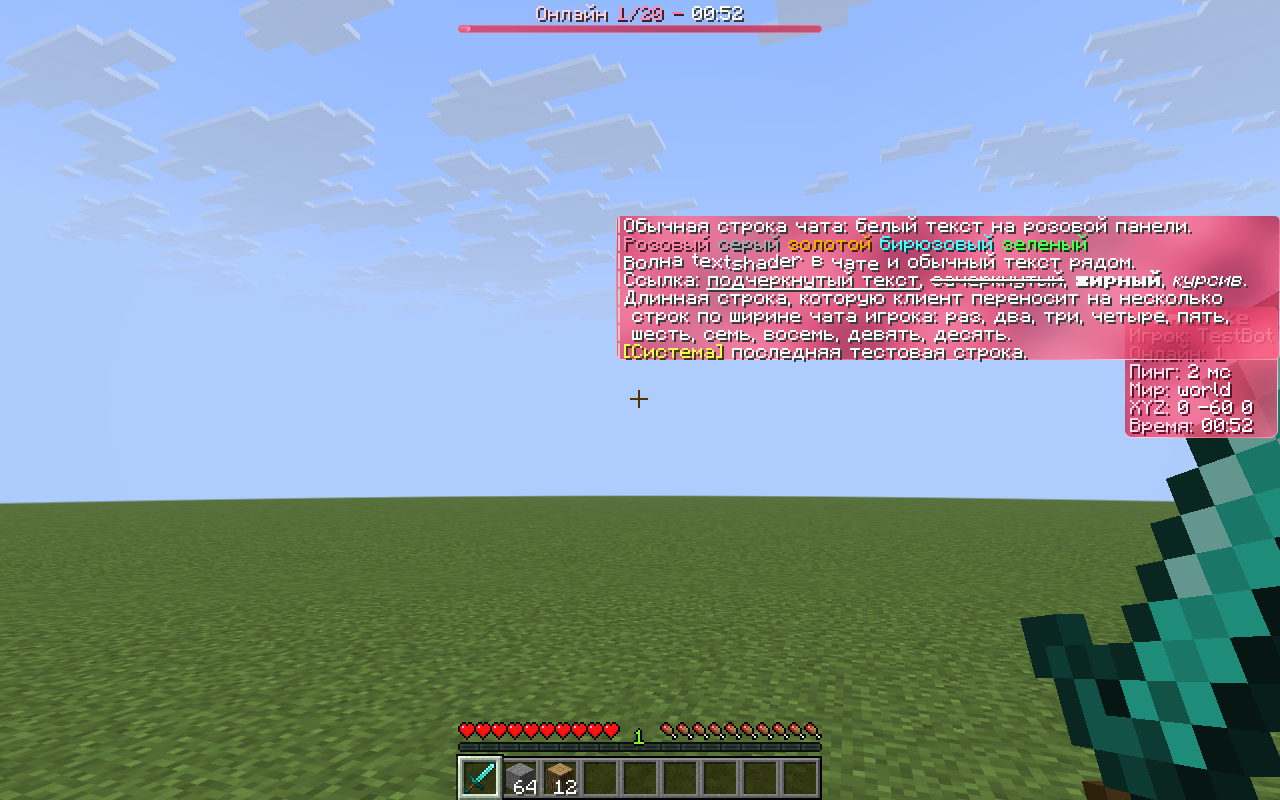 Онлайн 1/20 - 00:52
Обычная строка чата: белый текст на розовой панели.
Розовый серый золотой бирюзовый зеленый
Волна textshader в чате и обычный текст рядом.
Ссылка: подчеркнутый текст, зачеркнутый, жирный, курсив.
Длинная строка, которую клиент переносит на несколько
строк по ширине чата игрока: раз, два, три, четыре, пять,
шесть, семь, восемь, девять, десять.
Игрок: TestBot
[Система] последняя тестовая строка.
Онлайн: 1
Пинг: 2 мс
Мир: world
XYZ: 0 -60 0
Время: 00:52
1
64
12